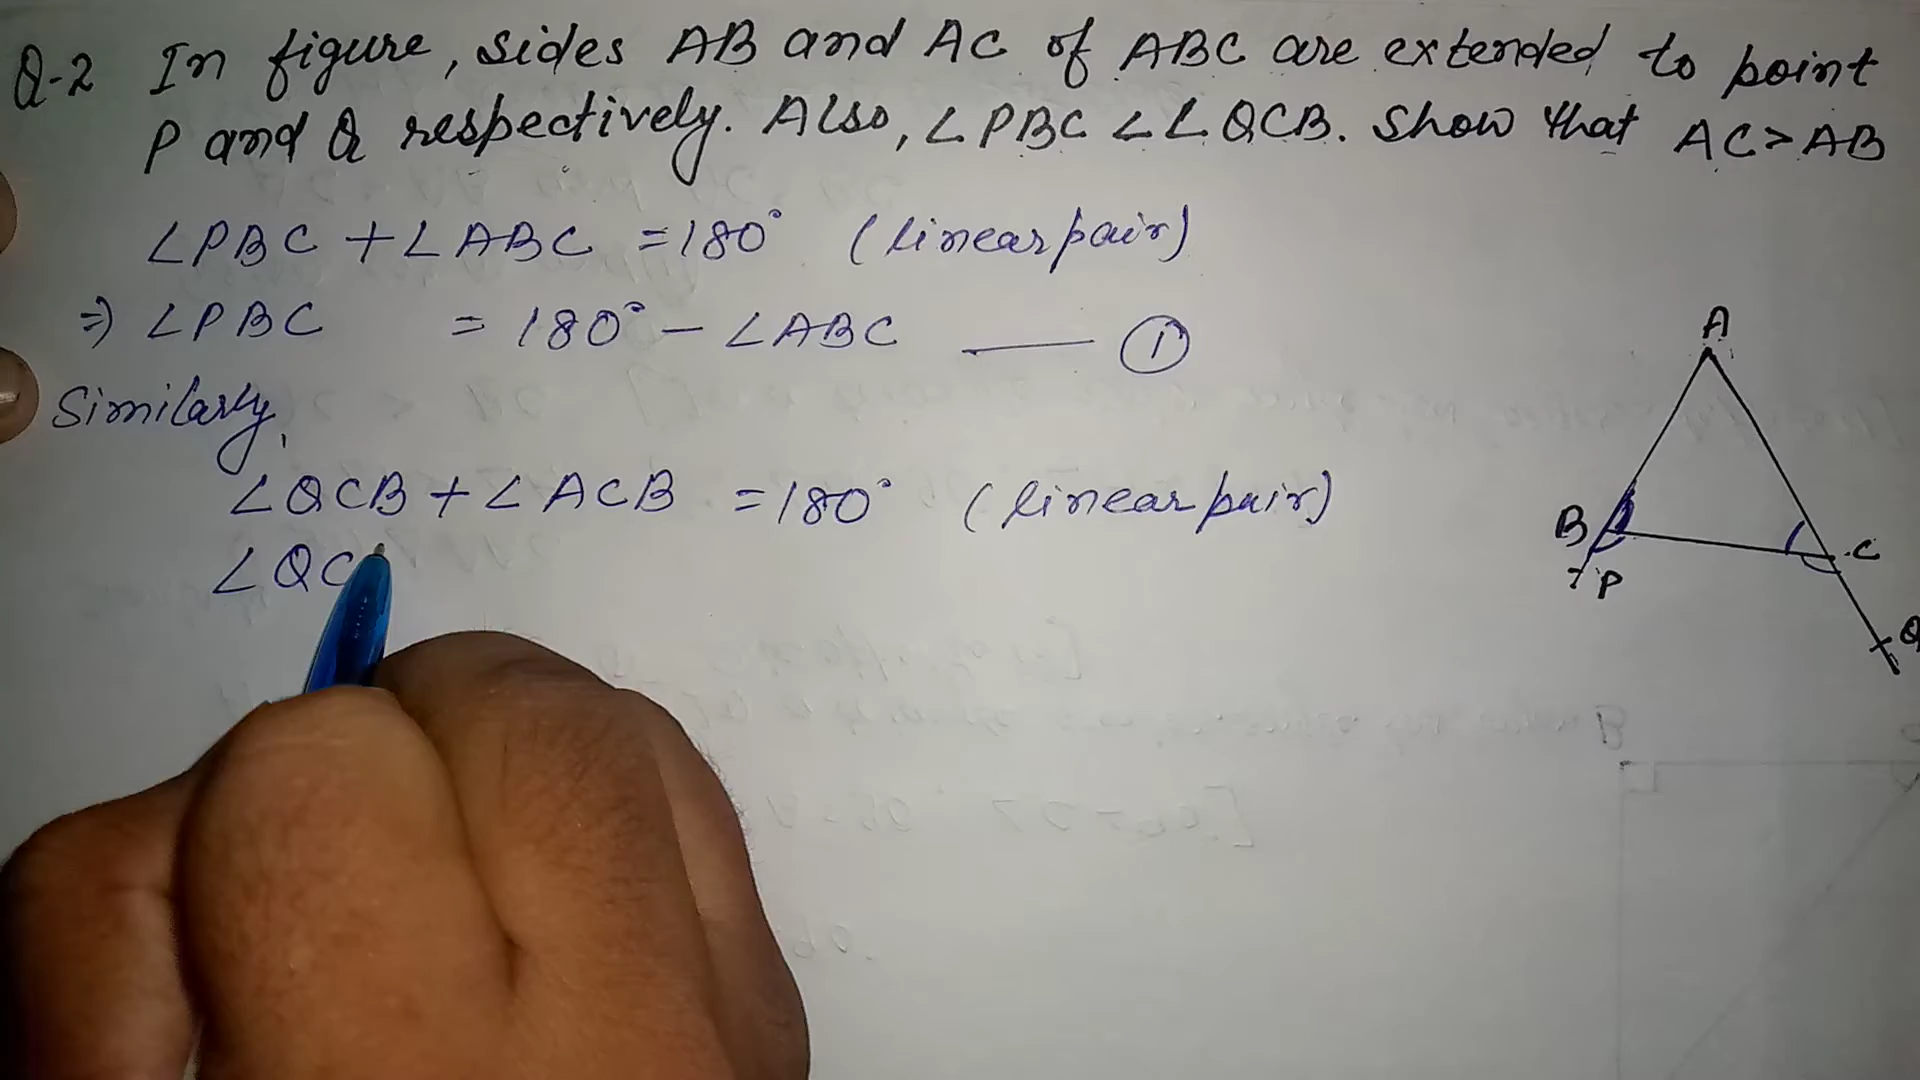 Q-2 In figure, sides AB and AC of ABC are extended to point
P and Q respectively. Also, ∠PBC < ∠QCB. Show that AC > AB
∠PBC + ∠ABC = 180° (linear pair)
⇒ ∠PBC = 180° - ∠ABC —— ①
Similarly,
∠QCB + ∠ACB = 180° (linear pair)
∠QC
A
B
C
P
Q